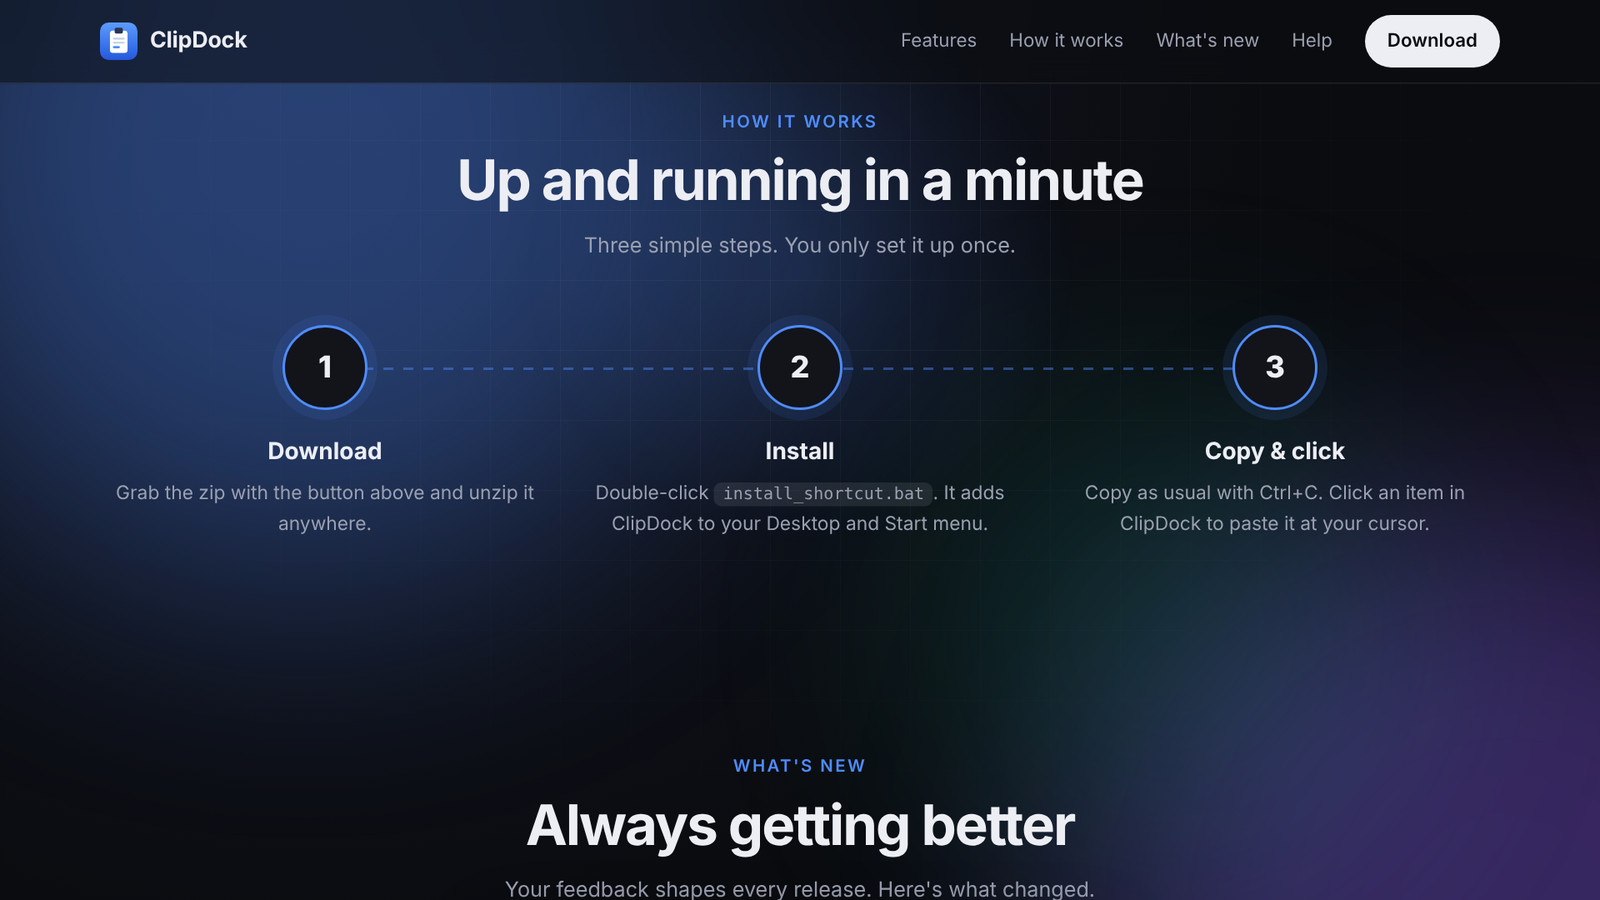 ClipDock
Features
How it works
What's new
Help
Download
HOW IT WORKS
Up and running in a minute
Three simple steps. You only set it up once.
1
Download
Grab the zip with the button above and unzip it
anywhere.
2
Install
Double-click install_shortcut.bat. It adds
ClipDock to your Desktop and Start menu.
3
Copy & click
Copy as usual with Ctrl+C. Click an item in
ClipDock to paste it at your cursor.
WHAT'S NEW
Always getting better
Your feedback shapes every release. Here's what changed.